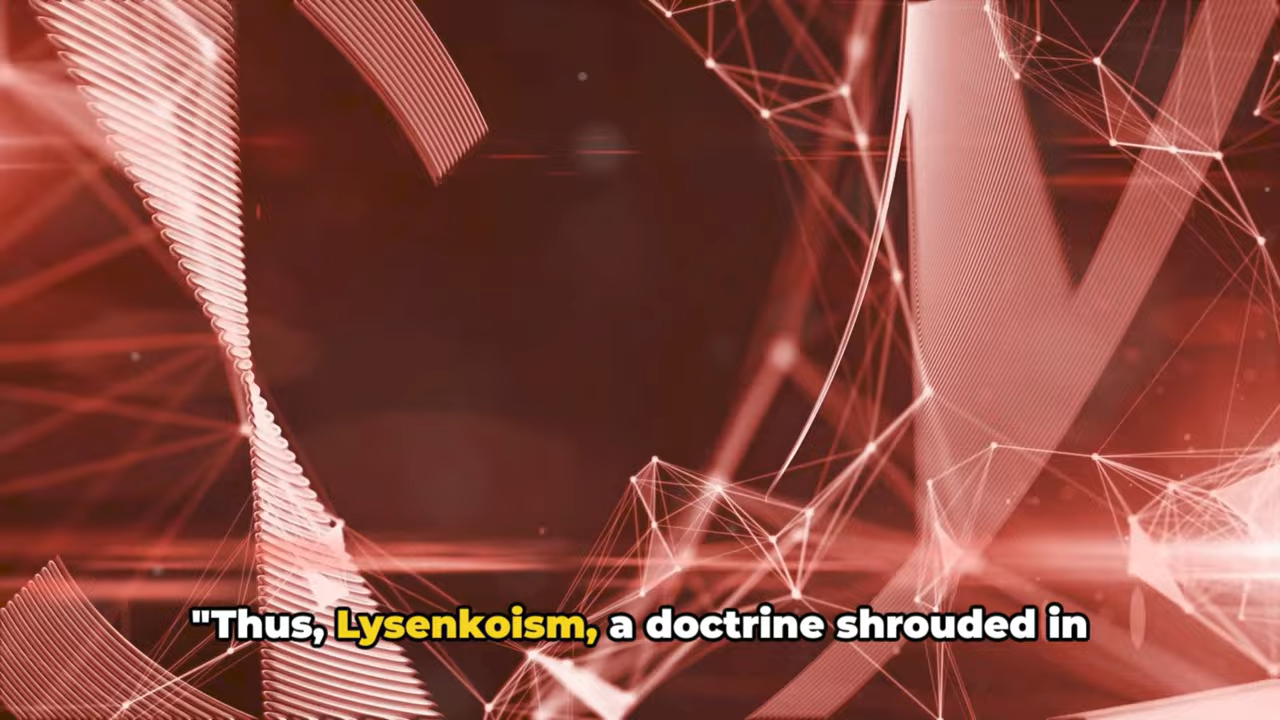 "Thus, Lysenkoism, a doctrine shrouded in